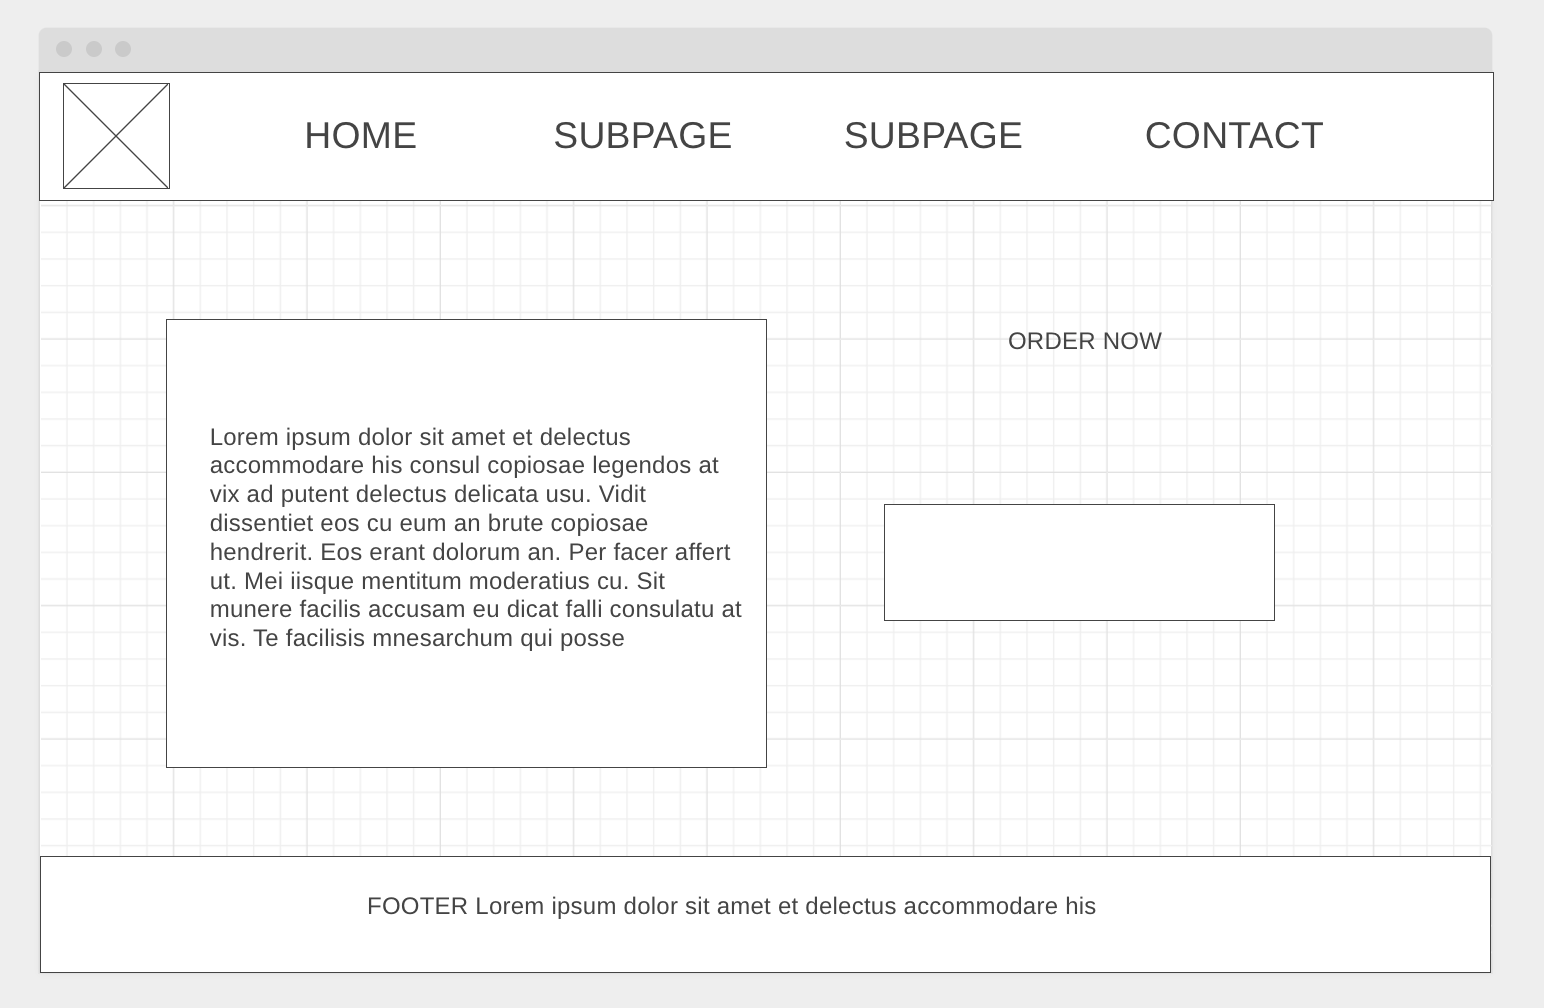 HOME SUBPAGE SUBPAGE CONTACT
ORDER NOW
Lorem ipsum dolor sit amet et delectus
accommodare his consul copiosae legendos at
vix ad putent delectus delicata usu. Vidit
dissentiet eos cu eum an brute copiosae
hendrerit. Eos erant dolorum an. Per facer affert
ut. Mei iisque mentitum moderatius cu. Sit
munere facilis accusam eu dicat falli consulatu at
vis. Te facilisis mnesarchum qui posse
FOOTER Lorem ipsum dolor sit amet et delectus accommodare his